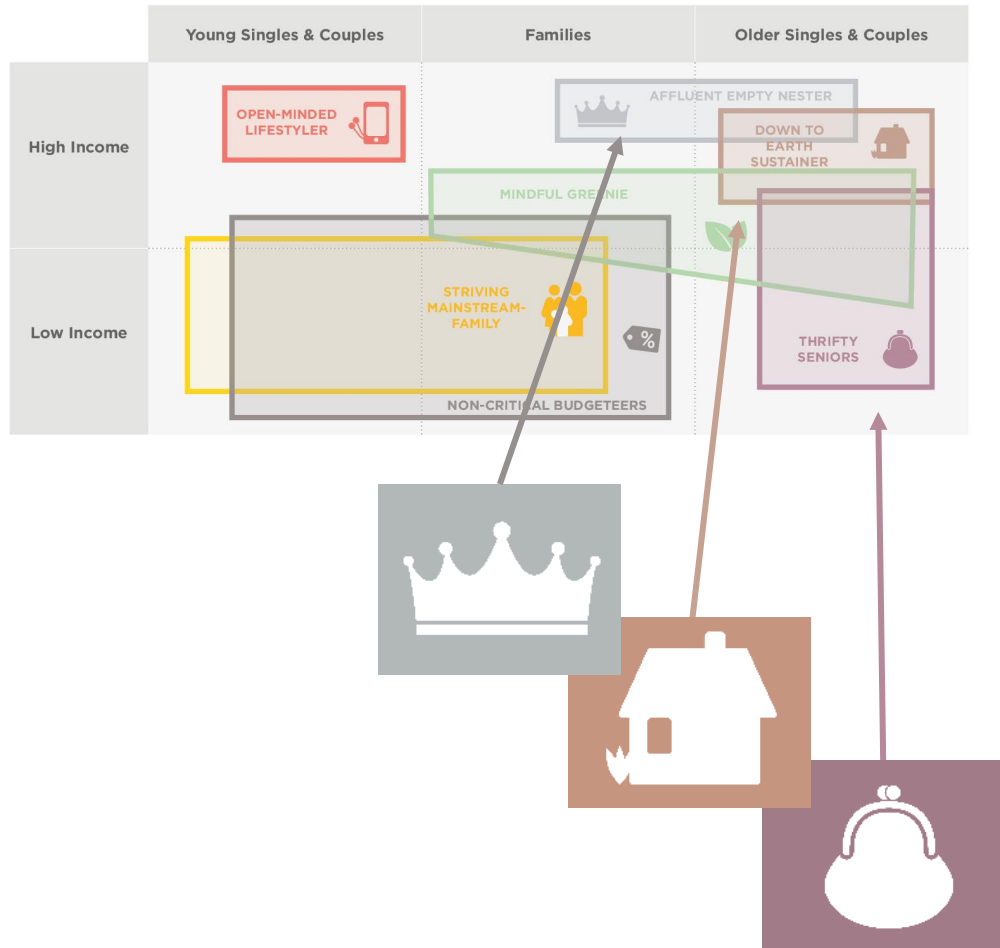 Young Singles & Couples
Families
Older Singles & Couples
High Income
OPEN-MINDED
LIFESTYLER
AFFLUENT EMPTY NESTER
DOWN TO
EARTH
SUSTAINER
MINDFUL GREENIE
Low Income
STRIVING
MAINSTREAM-
FAMILY
%
THRIFTY
SENIORS
NON-CRITICAL BUDGETEERS